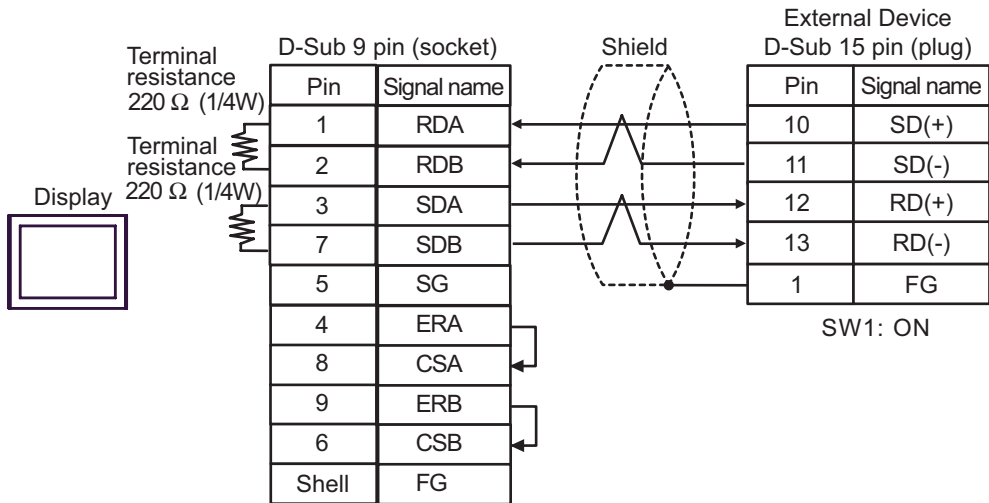 External Device
D-Sub 9 pin (socket)
Shield
D-Sub 15 pin (plug)
Terminal
resistance
220 Ω (1/4W)
Terminal
resistance
220 Ω (1/4W)
Display
Pin Signal name
1 RDA
2 RDB
3 SDA
7 SDB
5 SG
4 ERA
8 CSA
9 ERB
6 CSB
Shell FG
Pin Signal name
10 SD(+)
11 SD(-)
12 RD(+)
13 RD(-)
1 FG
SW1: ON